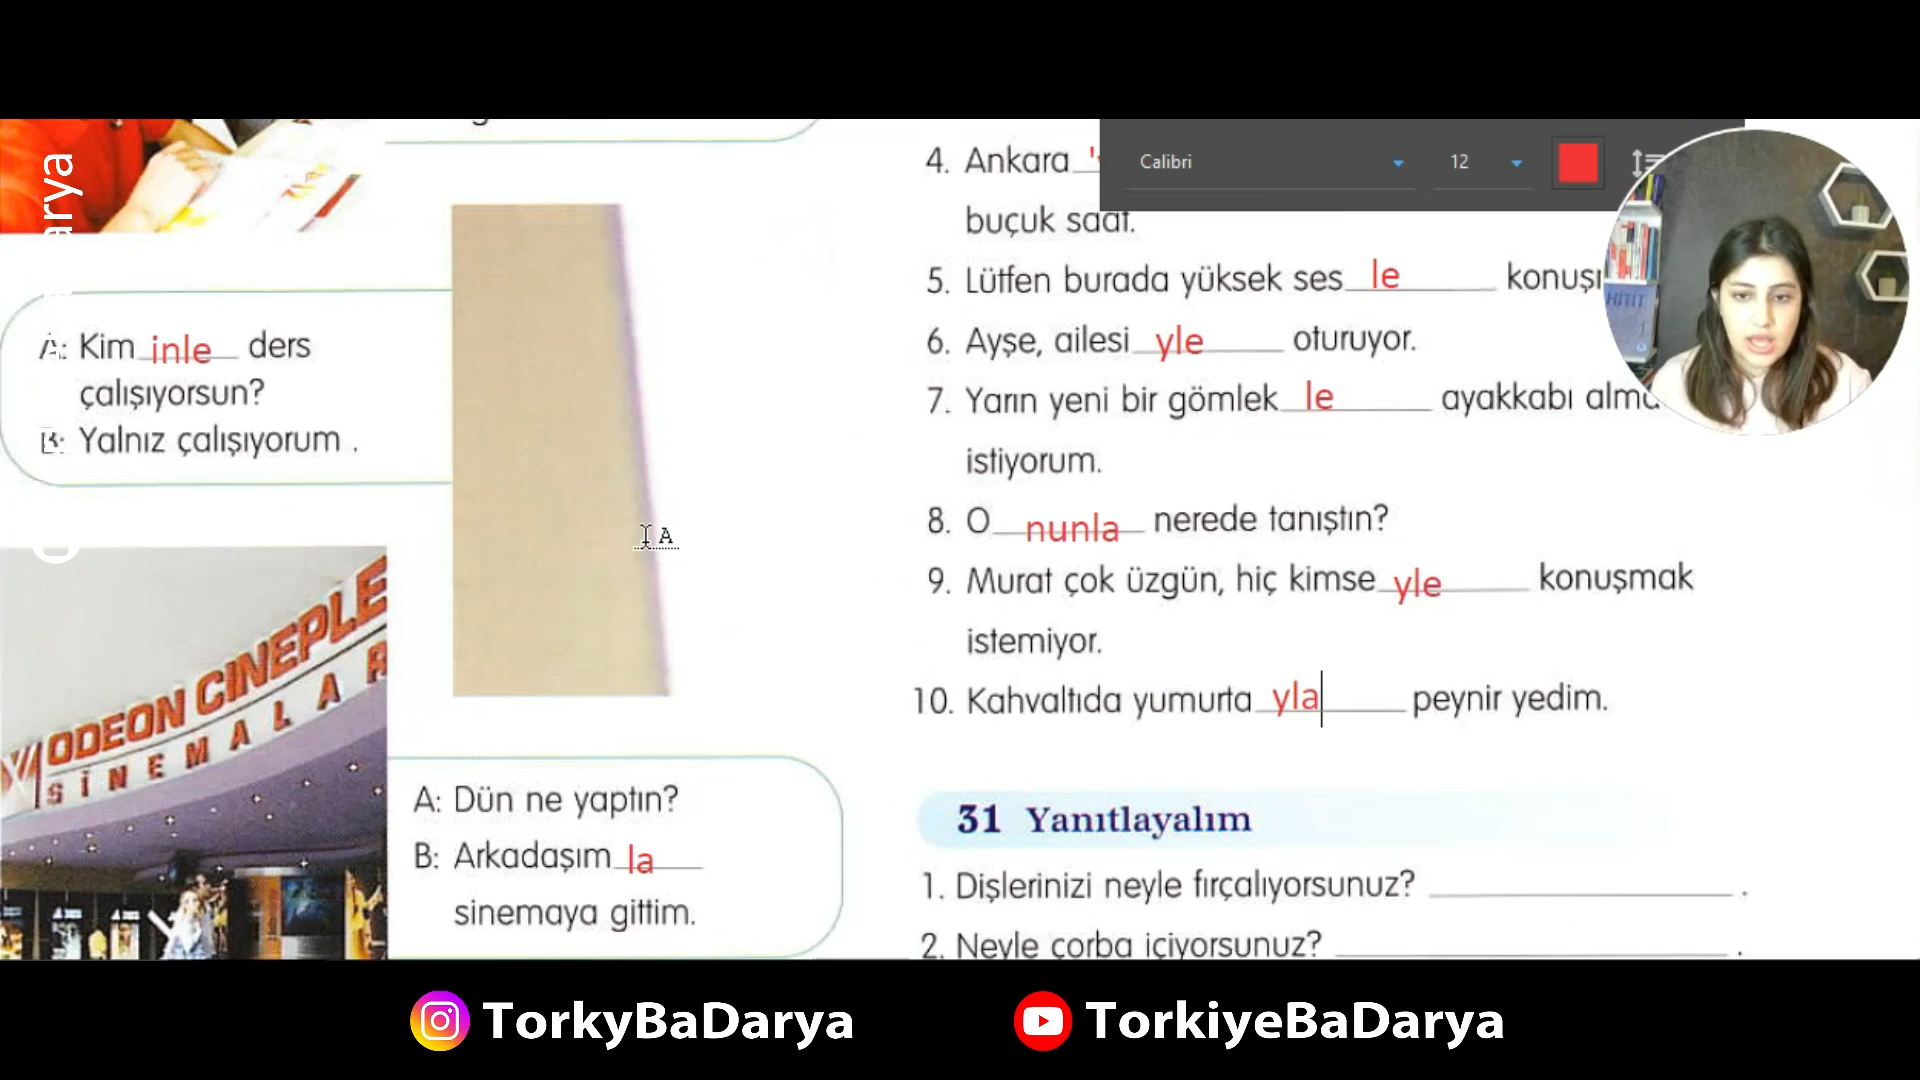 A: Kim inle ders
çalışıyorsun?
B: Yalnız çalışıyorum .
ODEON CINEPLE
SİNEMALAR
A: Dün ne yaptın?
B: Arkadaşım la
sinemaya gittim.
Calibri 12
4. Ankara
buçuk saat.
5. Lütfen burada yüksek ses le
6. Ayşe, ailesi yle oturuyor.
7. Yarın yeni bir gömlek le ayakkabı
istiyorum.
8. O nunla nerede tanıştın?
9. Murat çok üzgün, hiç kimse yle konuşmak
istemiyor.
10. Kahvaltıda yumurta yla peynir yedim.
31 Yanıtlayalım
1. Dişlerinizi neyle fırçalıyorsunuz? .
2. Neyle çorba içiyorsunuz? .
HİTİT
TorkyBaDarya
TorkiyeBaDarya